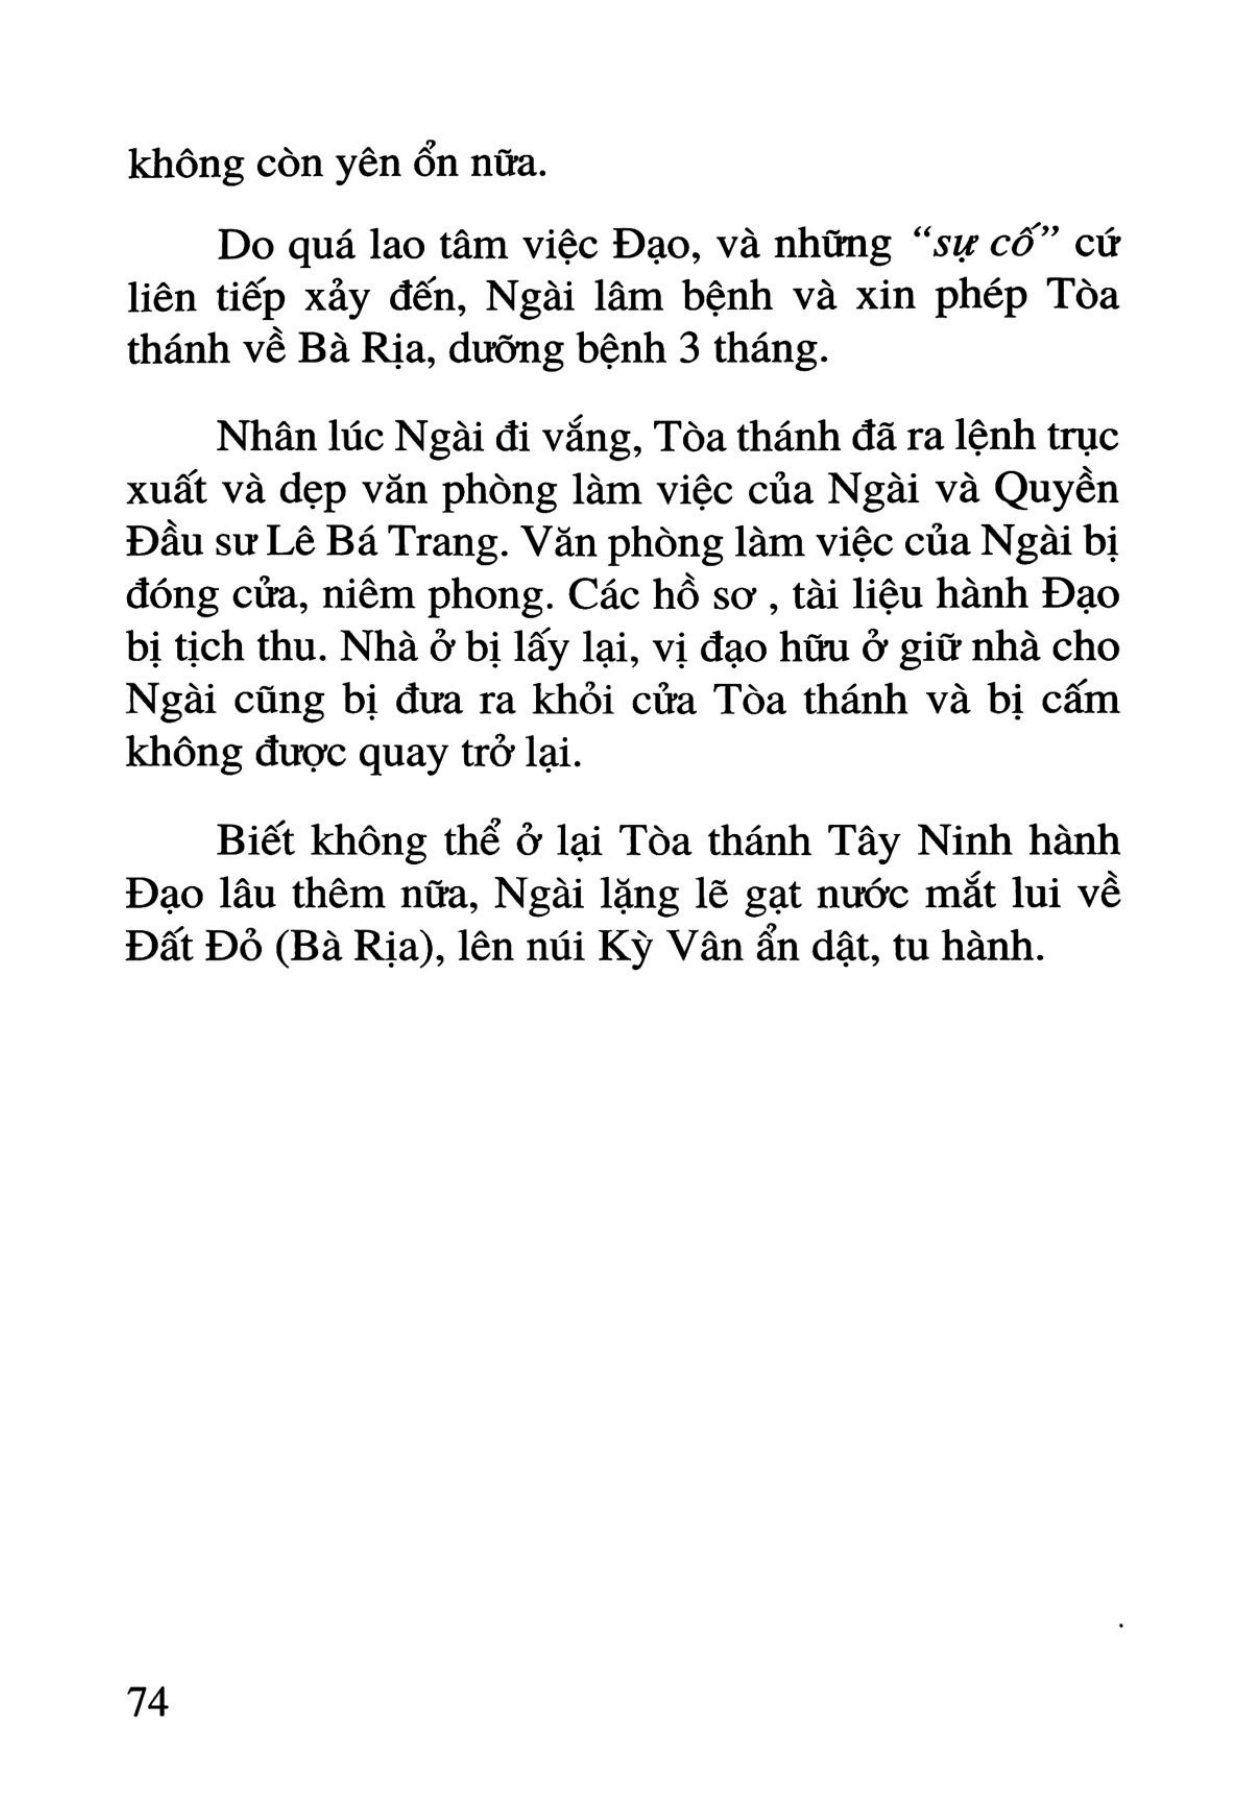 không còn yên ổn nữa.
Do quá lao tâm việc Đạo, và những “sự cố” cứ
liên tiếp xảy đến, Ngài lâm bệnh và xin phép Tòa
thánh về Bà Rịa, dưỡng bệnh 3 tháng.
Nhân lúc Ngài đi vắng, Tòa thánh đã ra lệnh trục
xuất và dẹp văn phòng làm việc của Ngài và Quyền
Đầu sư Lê Bá Trang. Văn phòng làm việc của Ngài bị
đóng cửa, niêm phong. Các hồ sơ , tài liệu hành Đạo
bị tịch thu. Nhà ở bị lấy lại, vị đạo hữu ở giữ nhà cho
Ngài cũng bị đưa ra khỏi cửa Tòa thánh và bị cấm
không được quay trở lại.
Biết không thể ở lại Tòa thánh Tây Ninh hành
Đạo lâu thêm nữa, Ngài lặng lẽ gạt nước mắt lui về
Đất Đỏ (Bà Rịa), lên núi Kỳ Vân ẩn dật, tu hành.
74